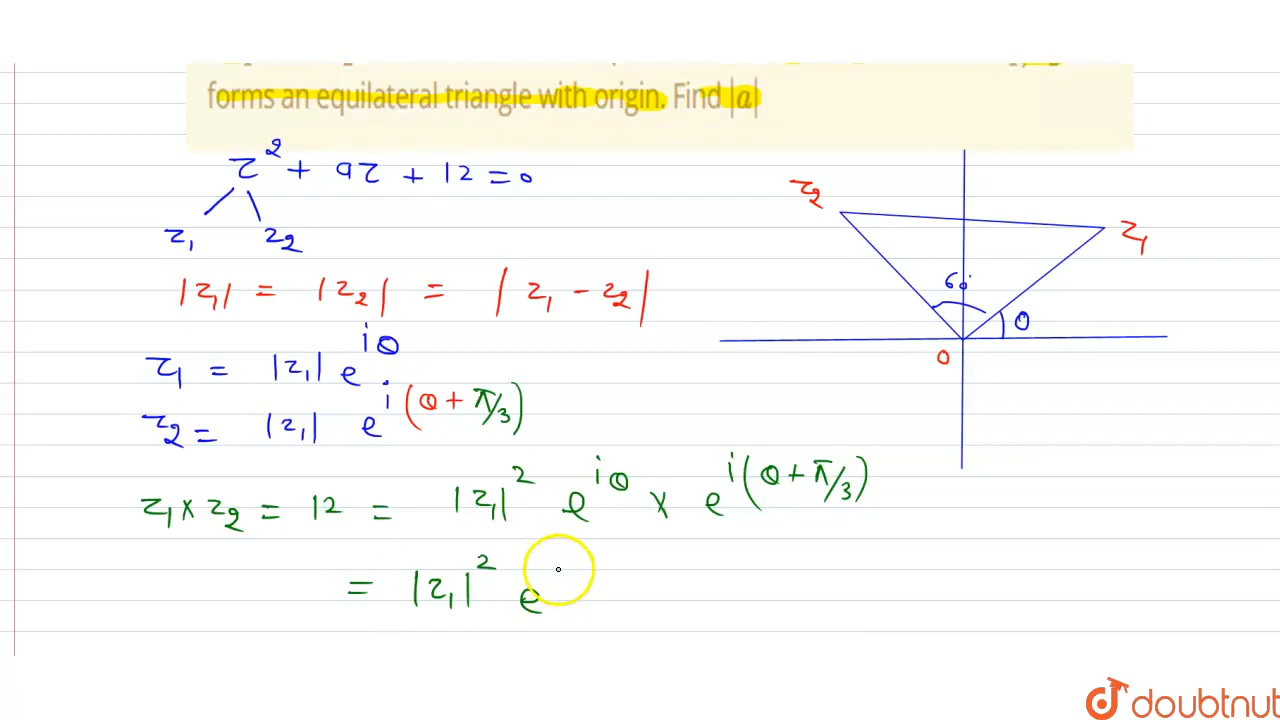 forms an equilateral triangle with origin. Find |a|
z² + az + 12 = 0
z₁ z₂
|z₁| = |z₂| = | z₁ - z₂|
z₁ = |z₁| e^{iθ}
z₂ = |z₁| e^{i(θ + π/3)}
z₁ × z₂ = 12 = |z₁|² e^{iθ} × e^{i(θ + π/3)}
= |z₁|² e
z₂
z₁
60°
θ
0
doubtnut